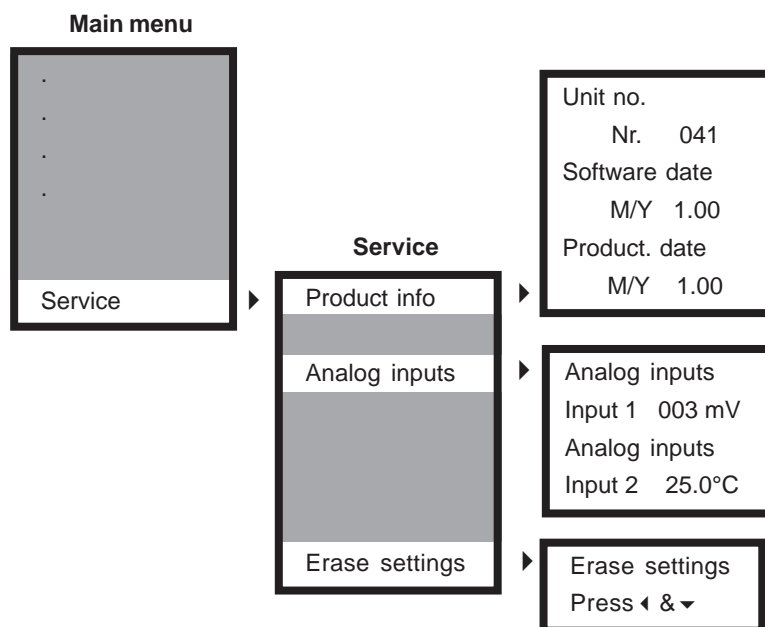 Main menu
.
.
.
.
Service
Service
Product info
Analog inputs
Erase settings
Unit no.
Nr. 041
Software date
M/Y 1.00
Product. date
M/Y 1.00
Analog inputs
Input 1 003 mV
Analog inputs
Input 2 25.0°C
Erase settings
Press ◂ & ▾